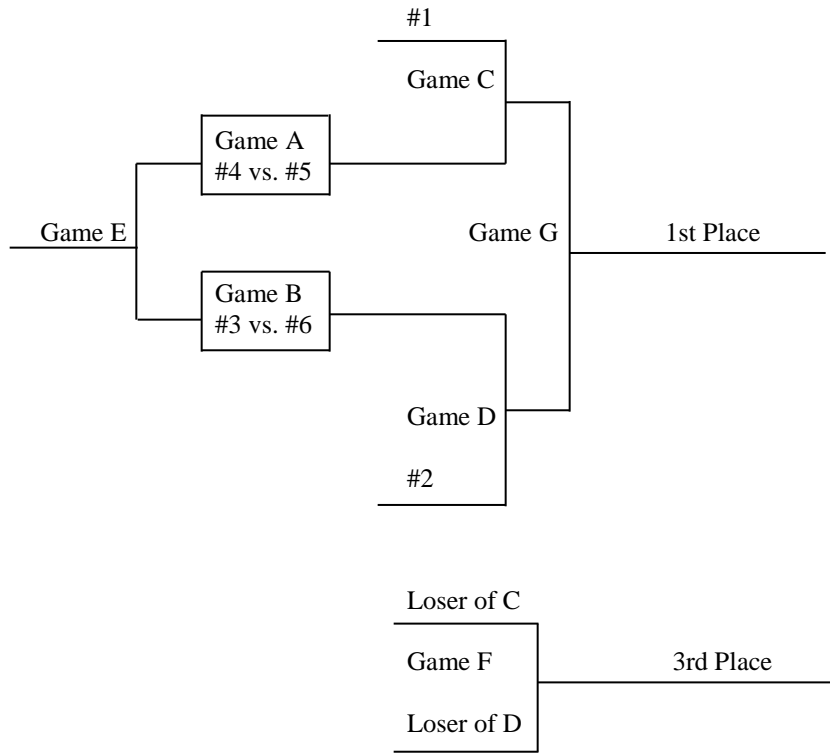 #1
Game C
Game A
#4 vs. #5
Game E
Game G
1st Place
Game B
#3 vs. #6
Game D
#2
Loser of C
Game F
3rd Place
Loser of D